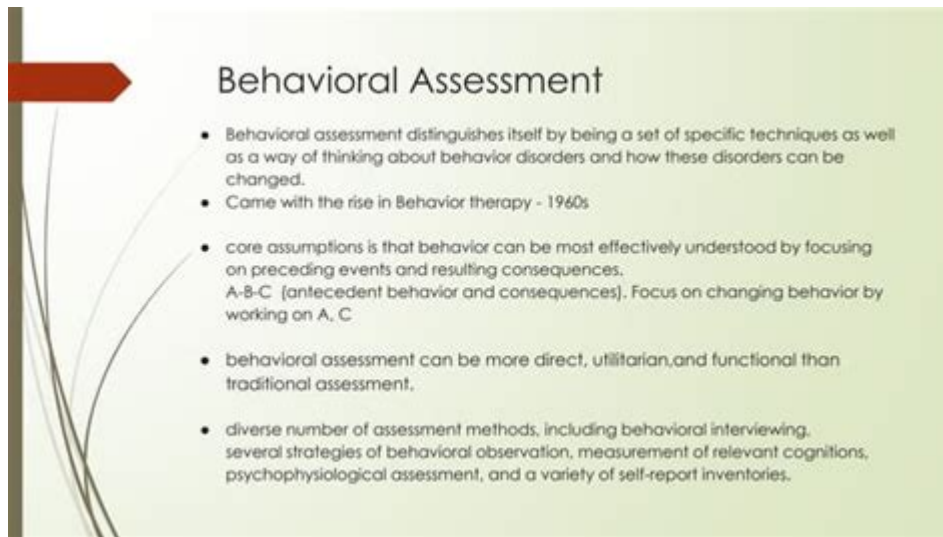 Behavioral Assessment
● Behavioral assessment distinguishes itself by being a set of specific techniques as well
as a way of thinking about behavior disorders and how these disorders can be
changed.
● Came with the rise in Behavior therapy - 1960s
● core assumptions is that behavior can be most effectively understood by focusing
on preceding events and resulting consequences.
A-B-C (antecedent behavior and consequences). Focus on changing behavior by
working on A, C
● behavioral assessment can be more direct, utilitarian,and functional than
traditional assessment.
● diverse number of assessment methods, including behavioral interviewing,
several strategies of behavioral observation, measurement of relevant cognitions,
psychophysiological assessment, and a variety of self-report inventories.